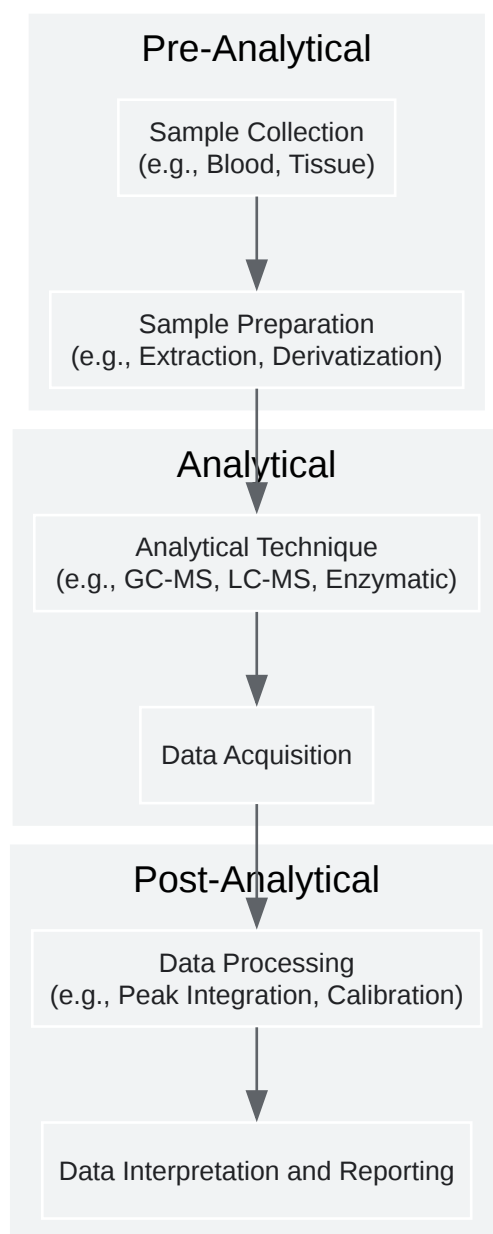 Pre-Analytical
Sample Collection
(e.g., Blood, Tissue)
Sample Preparation
(e.g., Extraction, Derivatization)
Analytical
Analytical Technique
(e.g., GC-MS, LC-MS, Enzymatic)
Data Acquisition
Post-Analytical
Data Processing
(e.g., Peak Integration, Calibration)
Data Interpretation and Reporting